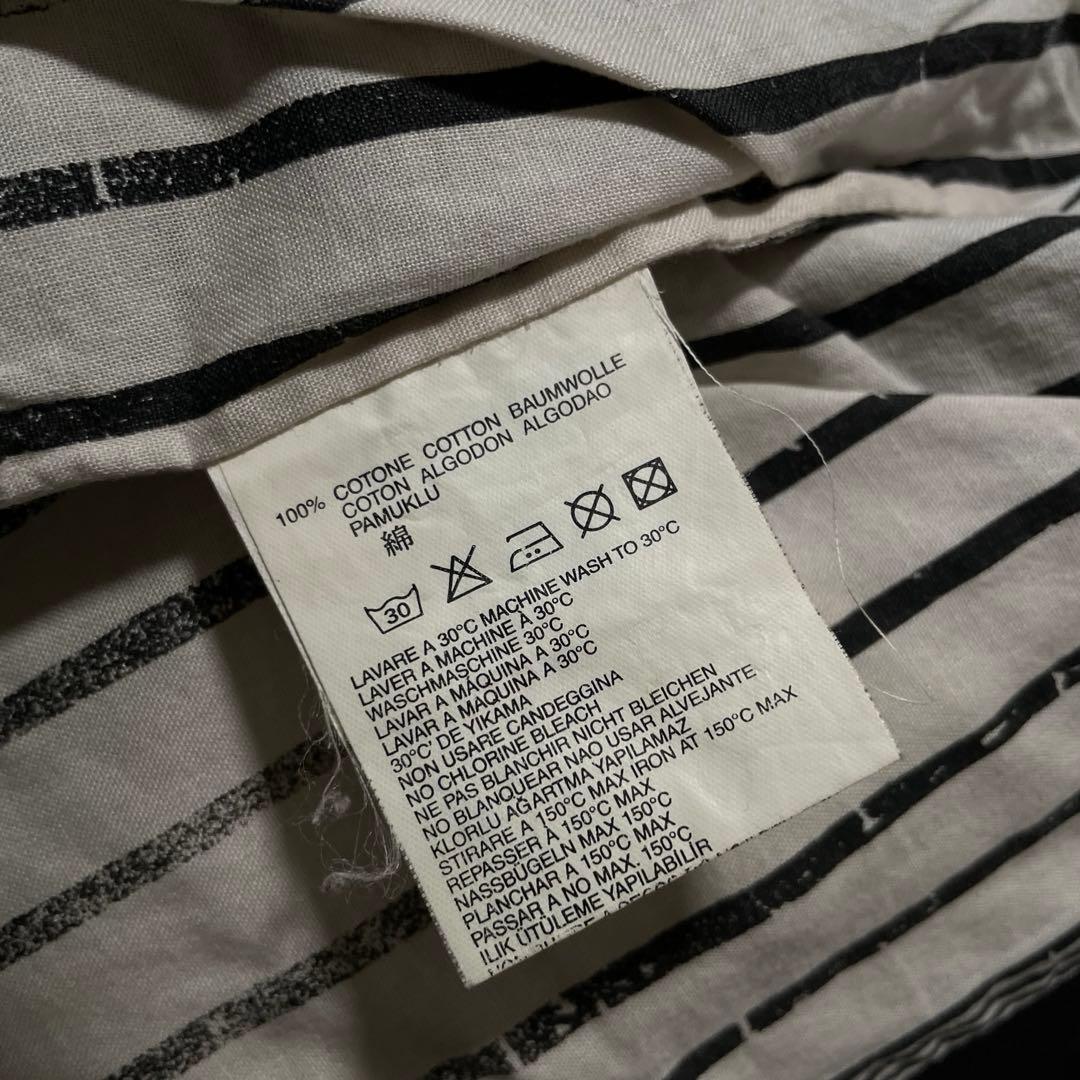 100% COTONE COTTON BAUMWOLLE
COTON ALGODON ALGODAO
PAMUKLU
綿
30
LAVARE A 30°C MACHINE WASH TO 30°C
LAVER A MACHINE À 30°C
WASCHMASCHINE 30°C
LAVAR A MAQUINA A 30°C
LAVAR A MAQUINA A 30°C
30°C' DE YIKAMA
NON USARE CANDEGGINA
NO CHLORINE BLEACH
NE PAS BLANCHIR NICHT BLEICHEN
NO BLANQUEAR NAO USAR ALVEJANTE
KLORLU AĞARTMA YAPILAMAZ
STIRARE A 150°C MAX IRON AT 150°C MAX
REPASSER À 150°C MAX
NASSBÜGELN MAX 150°C
PLANCHAR A 150°C MAX
PASSAR A NO MAX. 150°C
ILIK ÜTÜLEME YAPILABİLİR